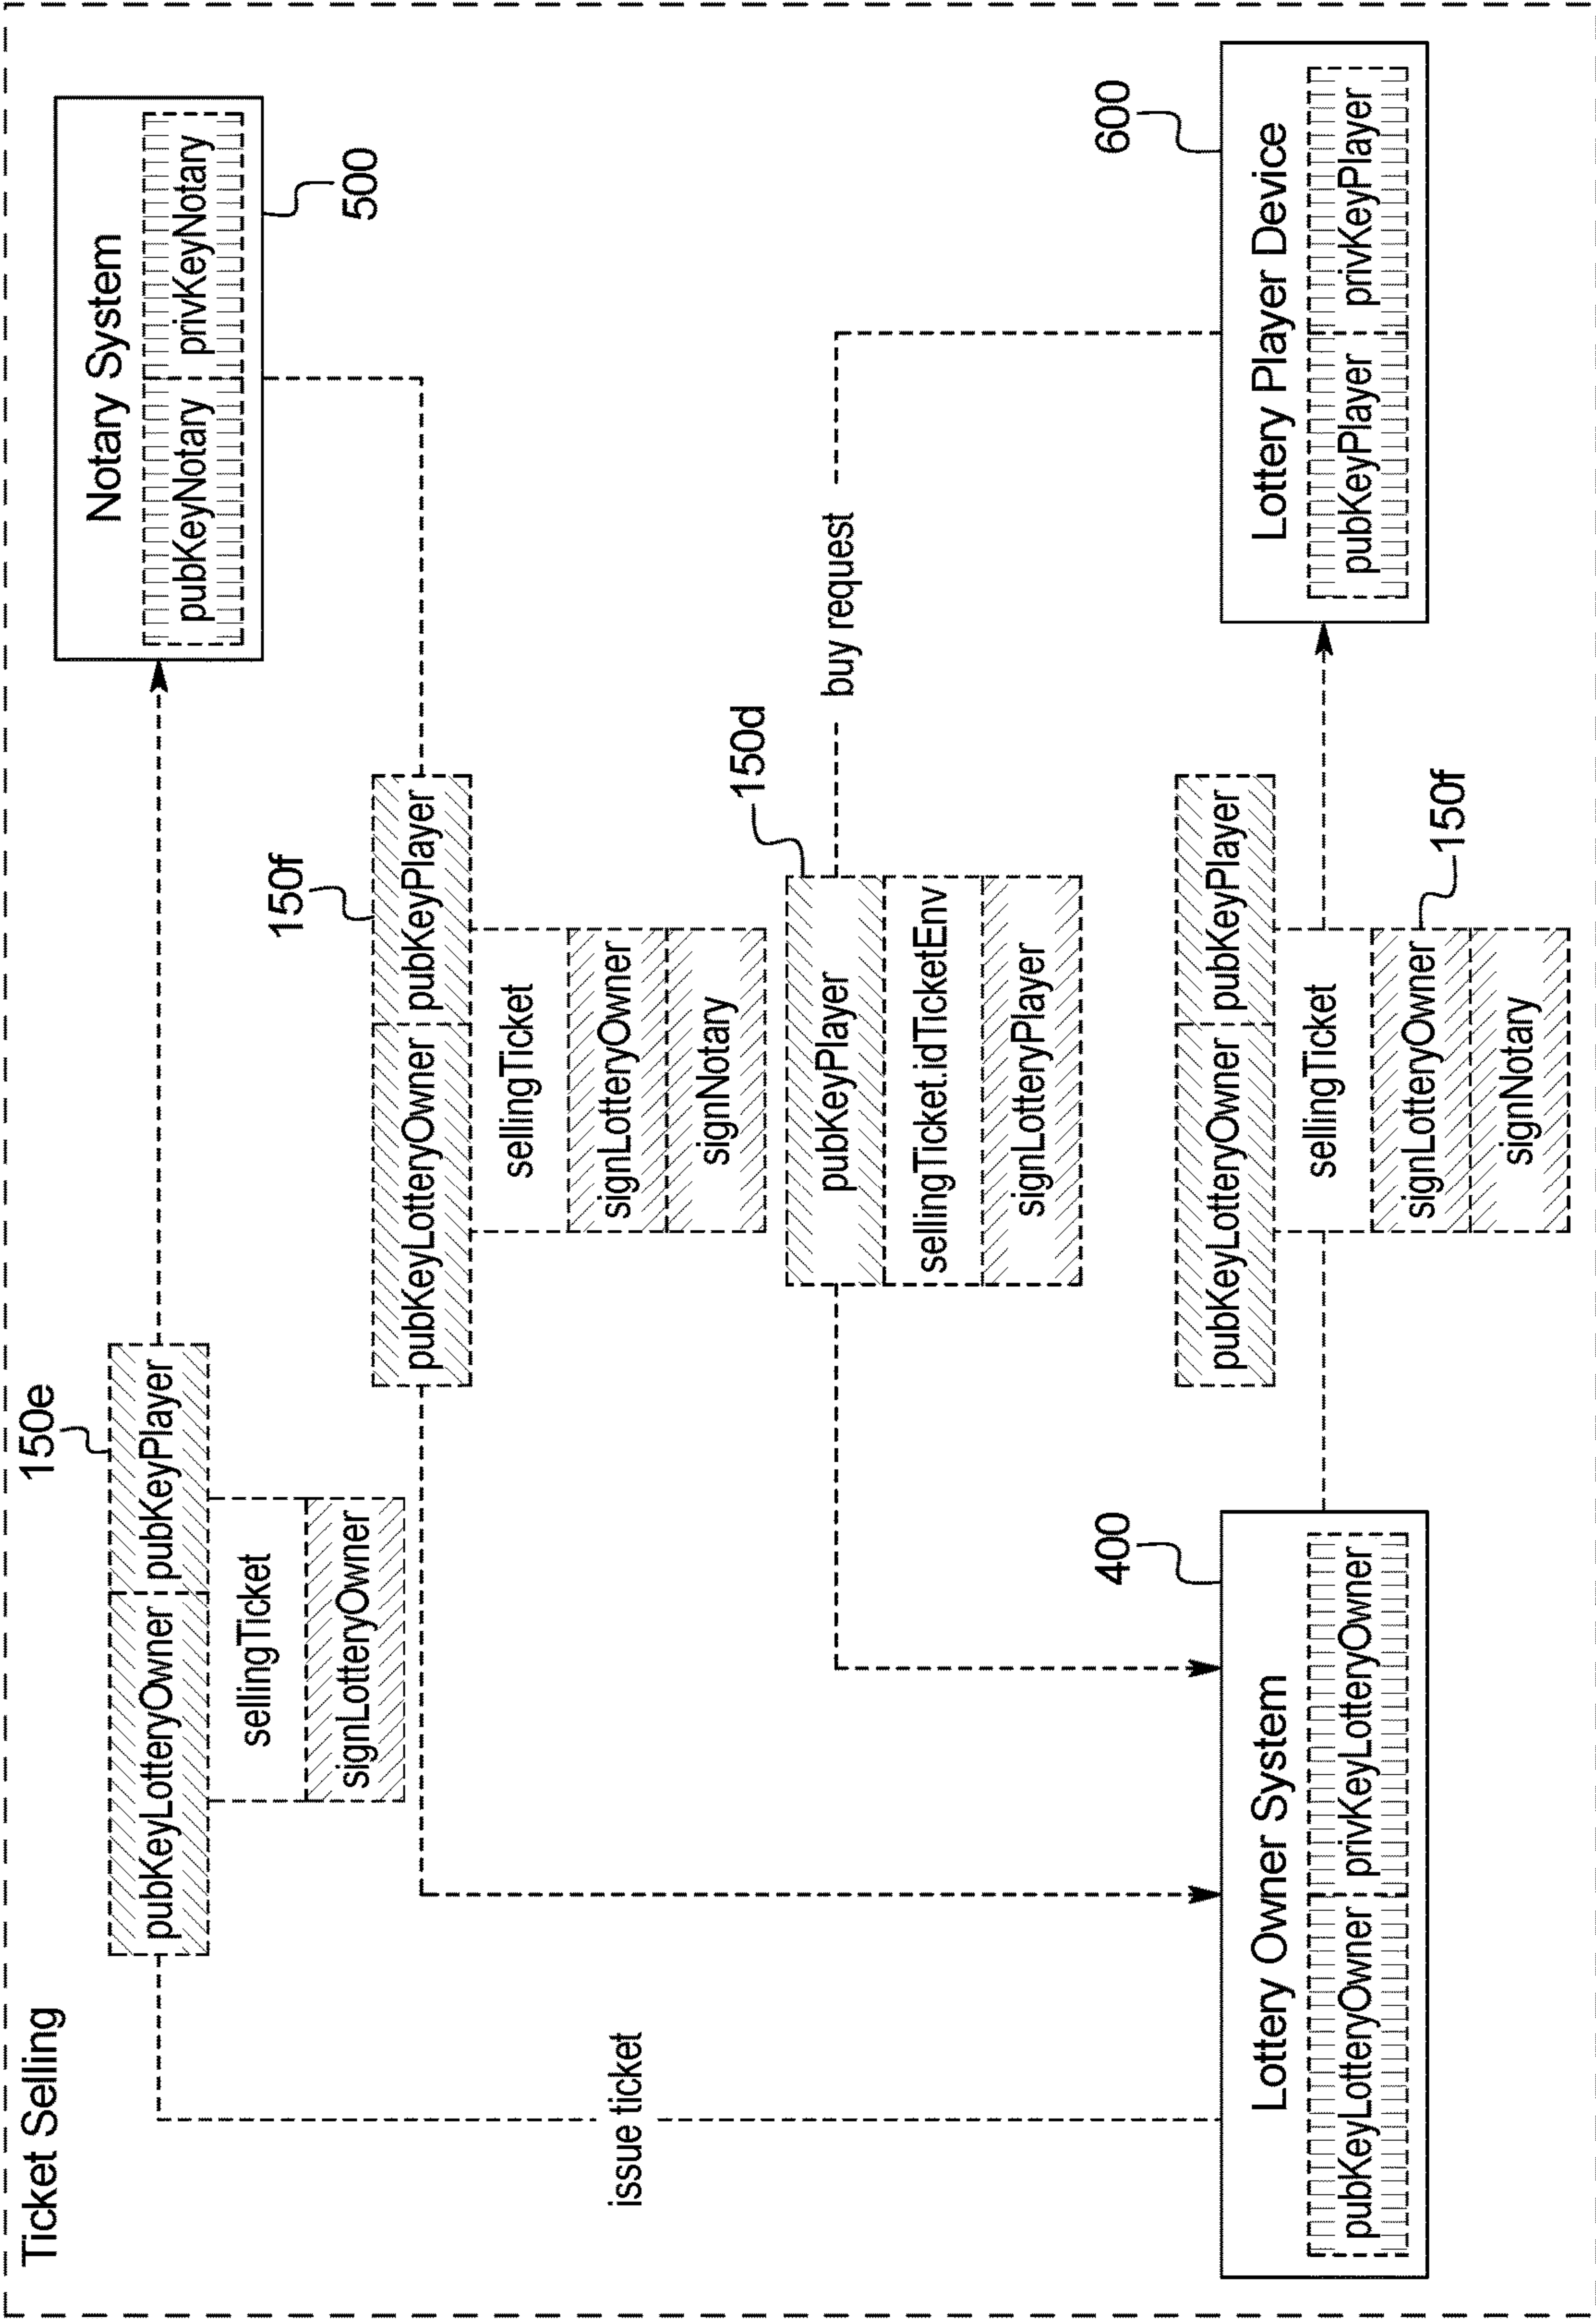 Ticket Selling
150e
pubKeyLotteryOwner pubKeyPlayer
sellingTicket
signLotteryOwner
Notary System
pubKeyNotary privKeyNotary
500
150f
pubKeyLotteryOwner pubKeyPlayer
sellingTicket
signLotteryOwner
signNotary
issue ticket
150d
pubKeyPlayer
sellingTicket.idTicketEnv
signLotteryPlayer
buy request
400
Lottery Owner System
pubKeyLotteryOwner privKeyLotteryOwner
pubKeyLotteryOwner pubKeyPlayer
sellingTicket
signLotteryOwner
signNotary
150f
600
Lottery Player Device
pubKeyPlayer privKeyPlayer